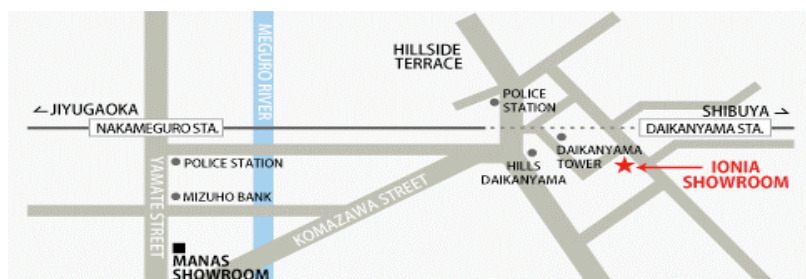 HILLSIDE
TERRACE
JIYUGAOKA
NAKAMEGURO STA.
MEGURO RIVER
POLICE
STATION
SHIBUYA
DAIKANYAMA STA.
YAMATE STREET
POLICE STATION
MIZUHO BANK
KOMAZAWA STREET
HILLS
DAIKANYAMA
DAIKANYAMA
TOWER
IONIA
SHOWROOM
MANAS
SHOWROOM